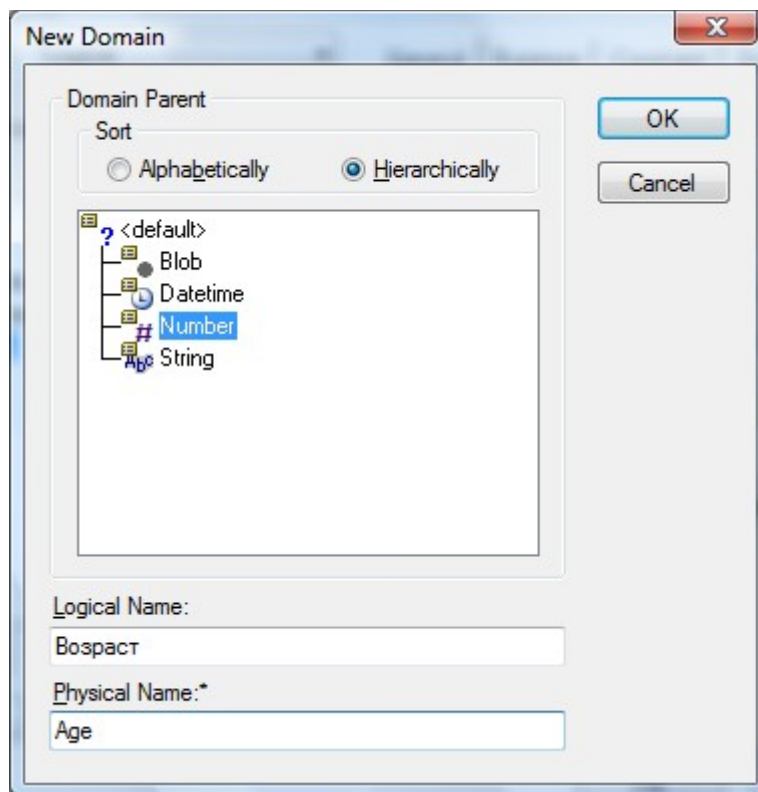 New Domain
Domain Parent
Sort
Alphabetically
Hierarchically
OK
Cancel
<default>
Blob
Datetime
Number
String
Logical Name:
Возраст
Physical Name:*
Age